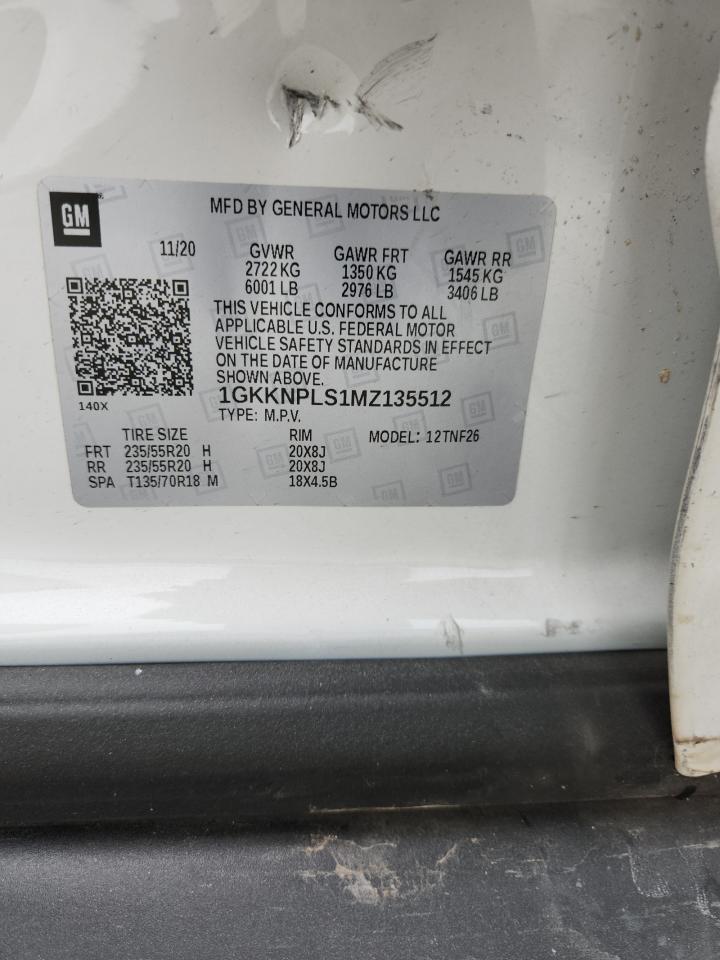 GM
MFD BY GENERAL MOTORS LLC
11/20 GVWR GAWR FRT GAWR RR
2722 KG 1350 KG 1545 KG
6001 LB 2976 LB 3406 LB
THIS VEHICLE CONFORMS TO ALL
APPLICABLE U.S. FEDERAL MOTOR
VEHICLE SAFETY STANDARDS IN EFFECT
ON THE DATE OF MANUFACTURE
SHOWN ABOVE.
140X
1GKKNPLS1MZ135512
TYPE: M.P.V.
TIRE SIZE RIM MODEL: 12TNF26
FRT 235/55R20 H 20X8J
RR 235/55R20 H 20X8J
SPA T135/70R18 M 18X4.5B